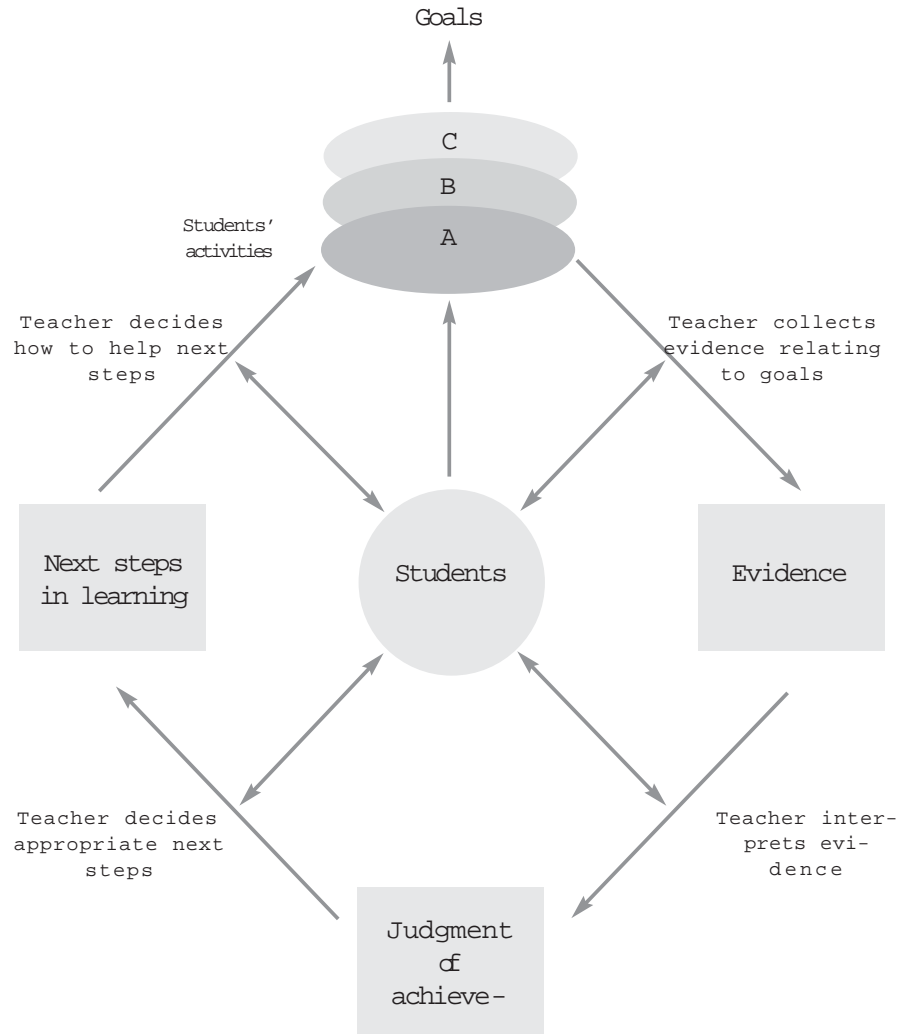 Goals
C
B
A
Students’
activities
Teacher decides
how to help next
steps
Teacher collects
evidence relating
to goals
Next steps
in learning
Students
Evidence
Teacher decides
appropriate next
steps
Teacher inter-
prets evi-
dence
Judgment
of
achieve-